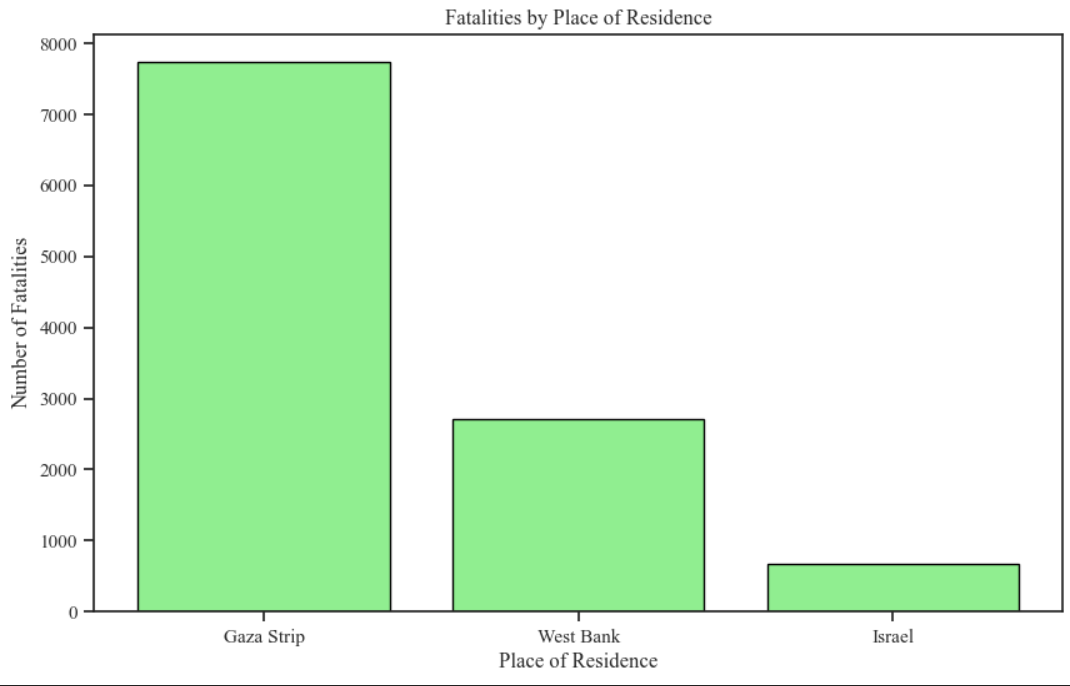 Fatalities by Place of Residence
8000
7000
6000
5000
4000
3000
2000
1000
0
Number of Fatalities
Gaza Strip
West Bank
Israel
Place of Residence